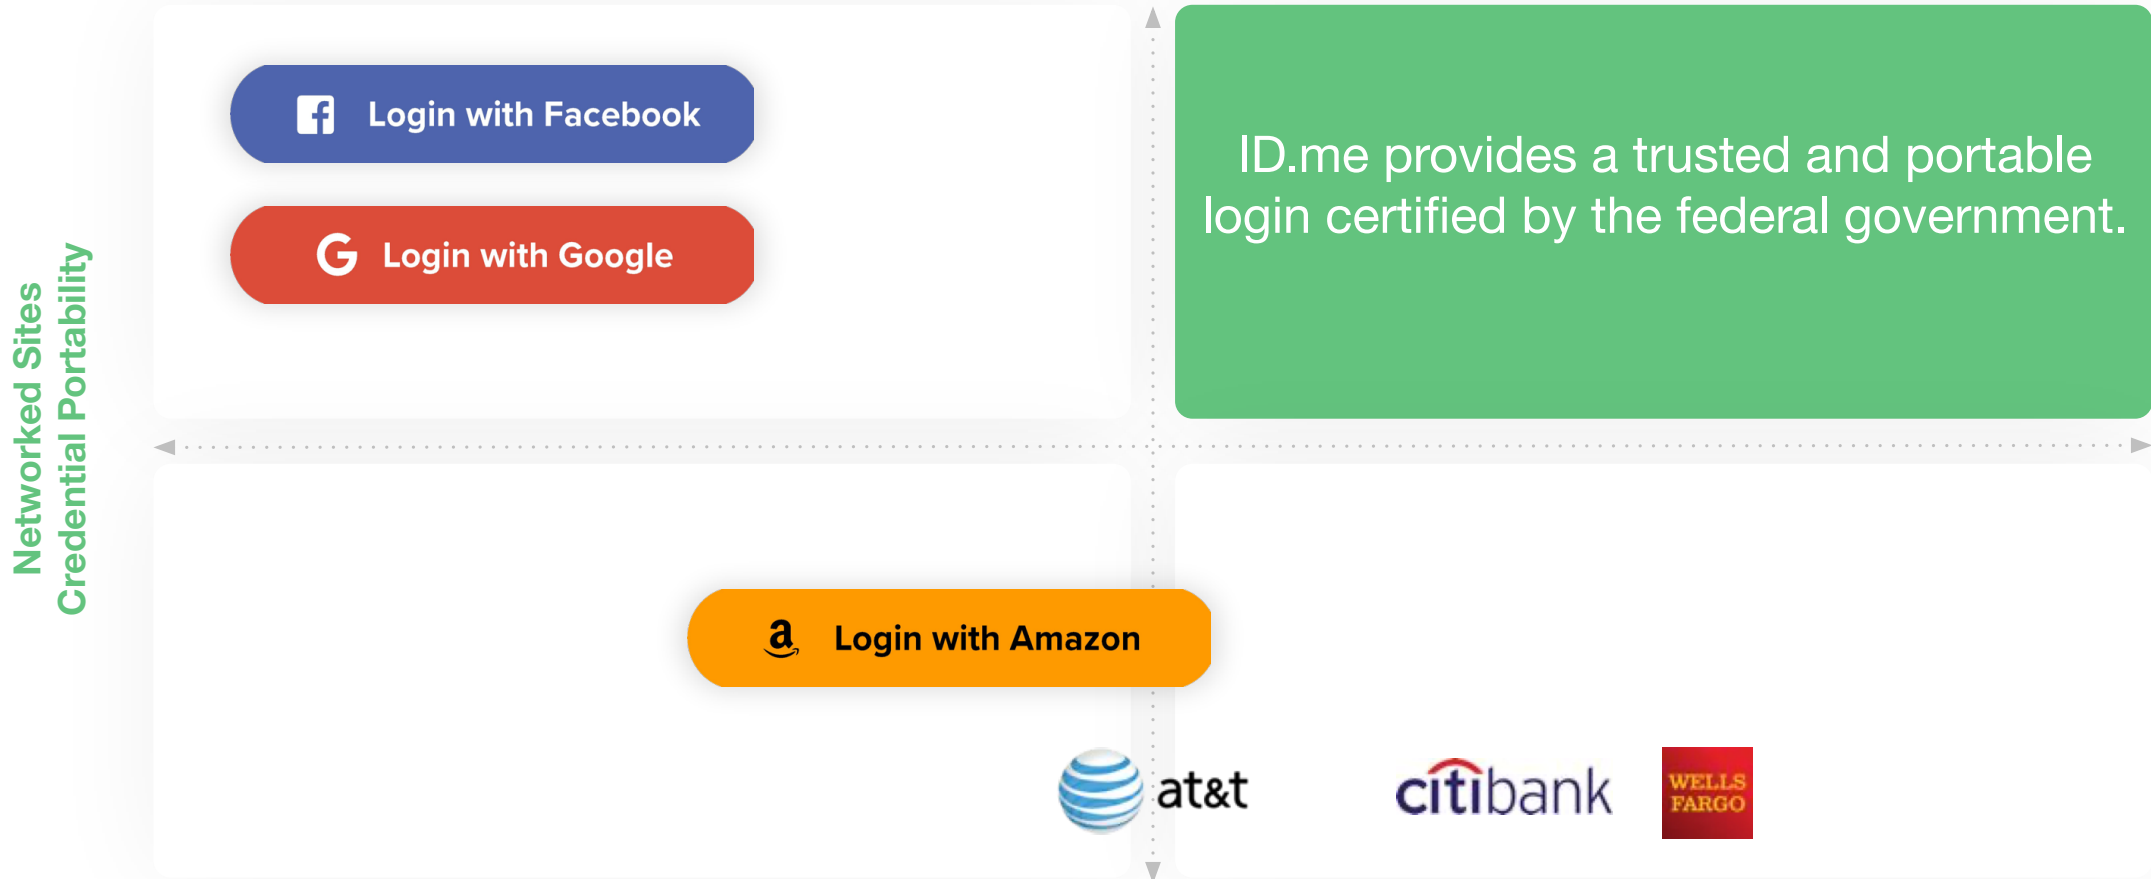 Networked Sites
Credential Portability
Login with Facebook
Login with Google
ID.me provides a trusted and portable
login certified by the federal government.
a Login with Amazon
at&t
citibank
WELLS
FARGO